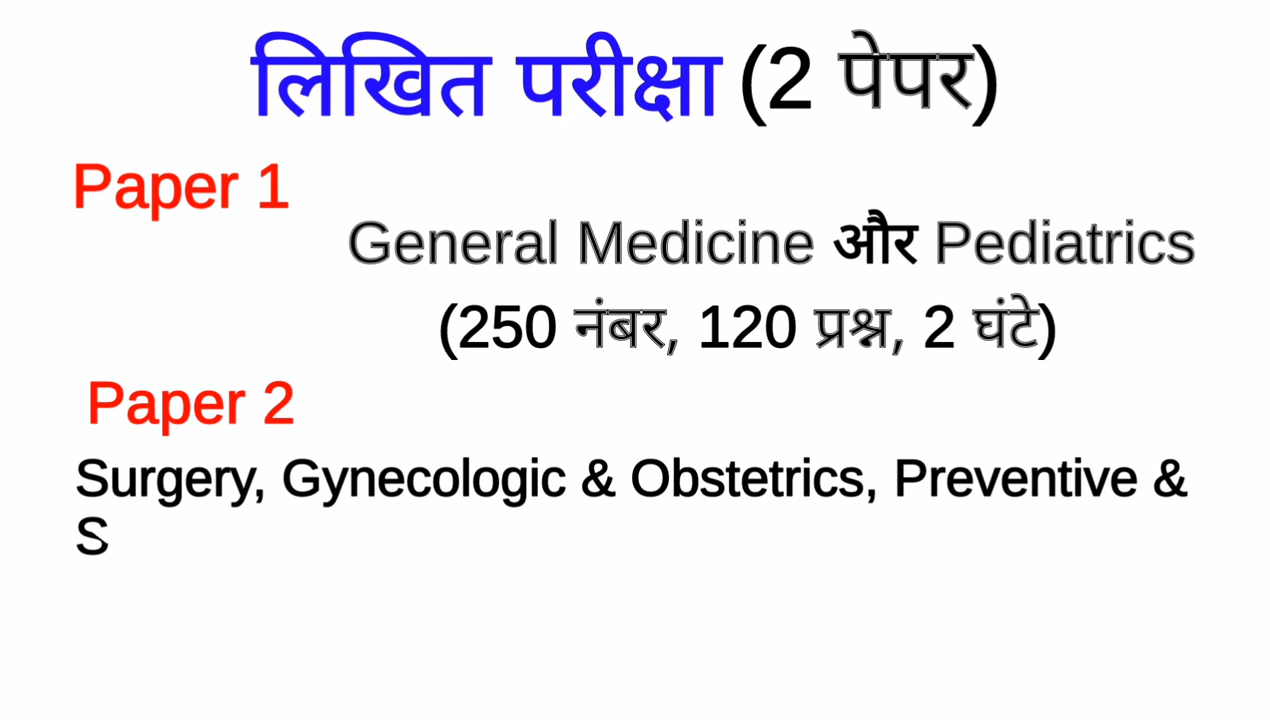 लिखित परीक्षा (2 पेपर)
Paper 1
General Medicine और Pediatrics
(250 नंबर, 120 प्रश्न, 2 घंटे)
Paper 2
Surgery, Gynecologic & Obstetrics, Preventive &
S